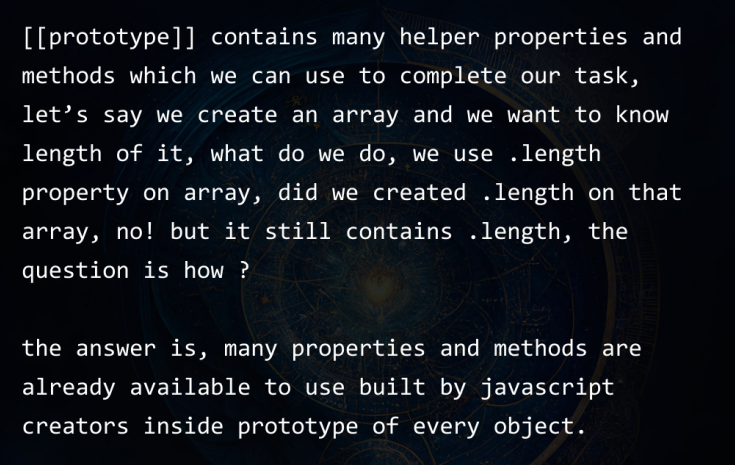 [[prototype]] contains many helper properties and
methods which we can use to complete our task,
let’s say we create an array and we want to know
length of it, what do we do, we use .length
property on array, did we created .length on that
array, no! but it still contains .length, the
question is how ?
the answer is, many properties and methods are
already available to use built by javascript
creators inside prototype of every object.